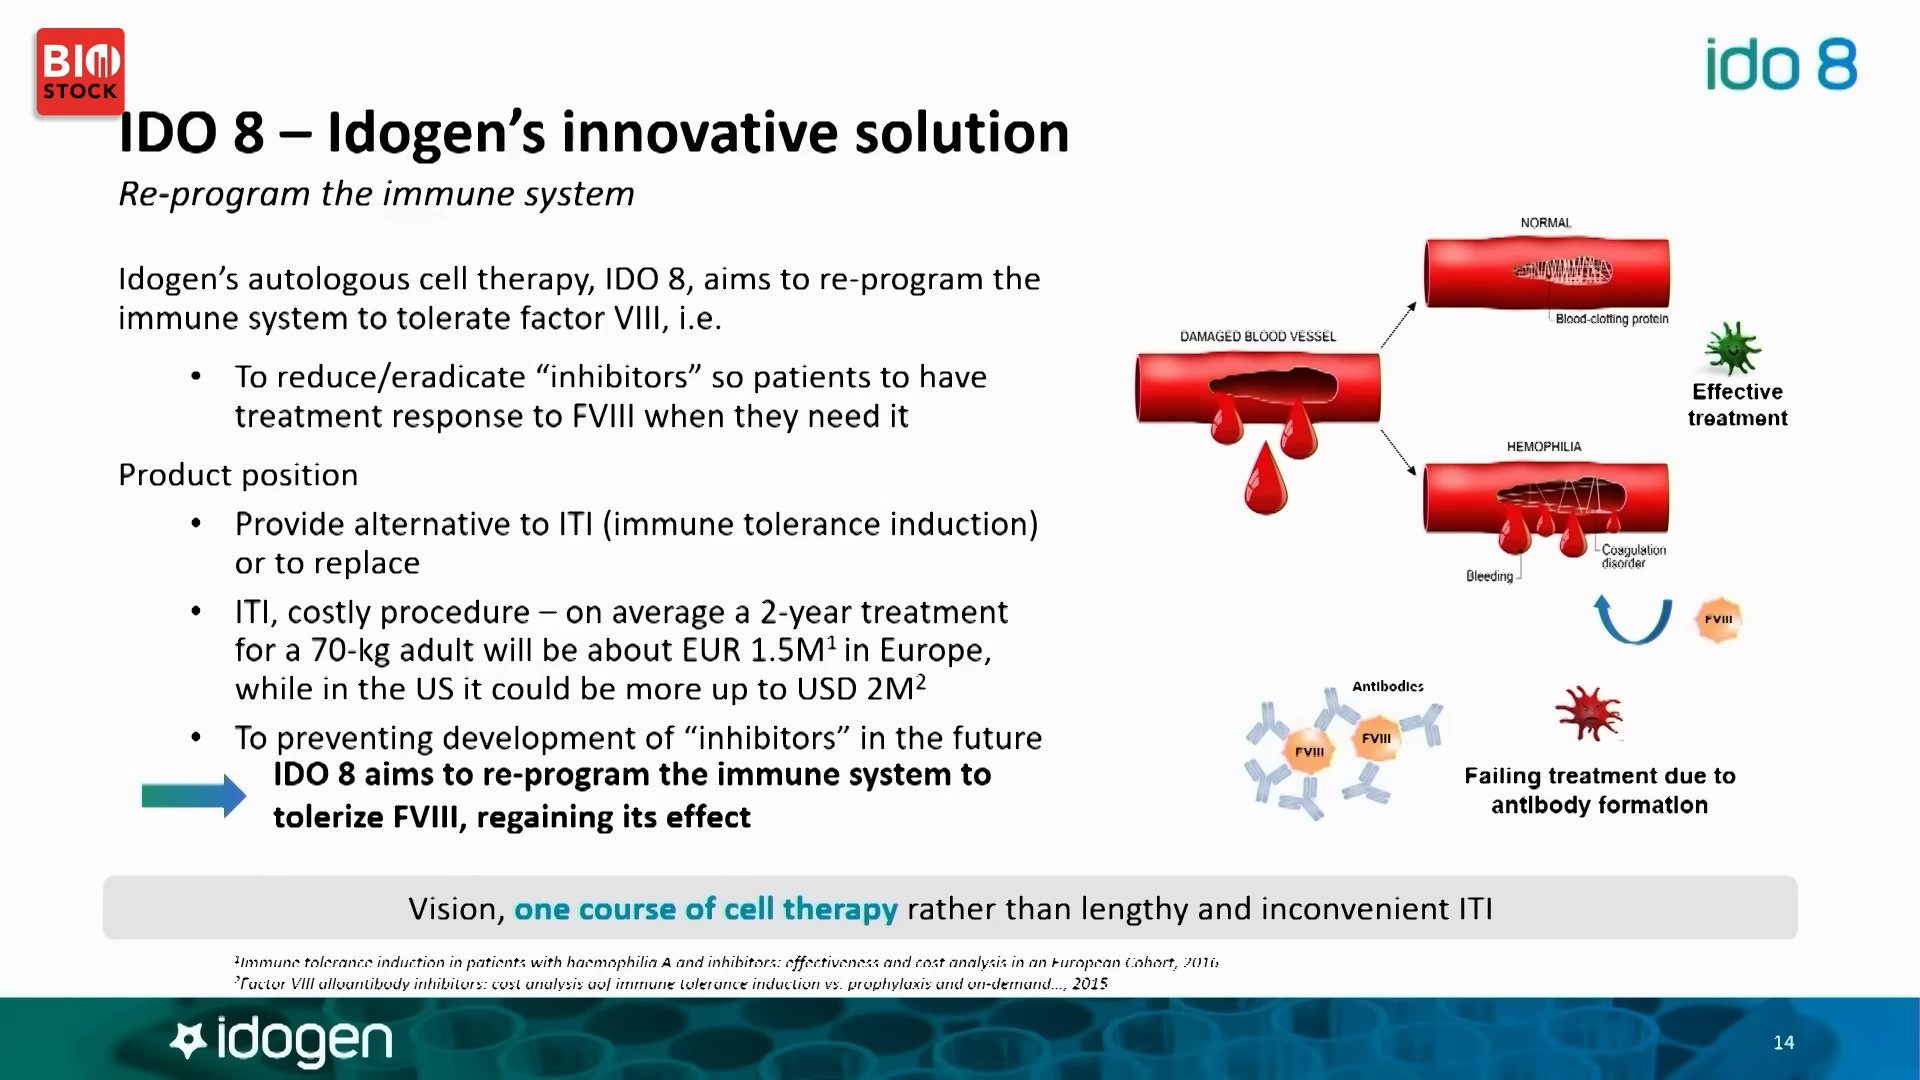 BIO
STOCK
ido 8
IDO 8 – Idogen’s innovative solution
Re-program the immune system
Idogen’s autologous cell therapy, IDO 8, aims to re-program the
immune system to tolerate factor VIII, i.e.
• To reduce/eradicate “inhibitors” so patients to have
treatment response to FVIII when they need it
Product position
• Provide alternative to ITI (immune tolerance induction)
or to replace
• ITI, costly procedure – on average a 2-year treatment
for a 70-kg adult will be about EUR 1.5M¹ in Europe,
while in the US it could be more up to USD 2M²
• To preventing development of “inhibitors” in the future
IDO 8 aims to re-program the immune system to
tolerize FVIII, regaining its effect
NORMAL
Blood-clotting protein
DAMAGED BLOOD VESSEL
Effective
treatment
HEMOPHILIA
Coagulation
disorder
Bleeding
FVIII
Antibodies
FVIII
FVIII
Failing treatment due to
antibody formation
Vision, one course of cell therapy rather than lengthy and inconvenient ITI
¹Immune tolerance induction in patients with haemophilia A and inhibitors: effectiveness and cost analysis in an European Cohort, 2016
²Factor VIII alloantibody inhibitors: cost analysis aof immune tolerance induction vs. prophylaxis and on-demand..., 2015
idogen
14